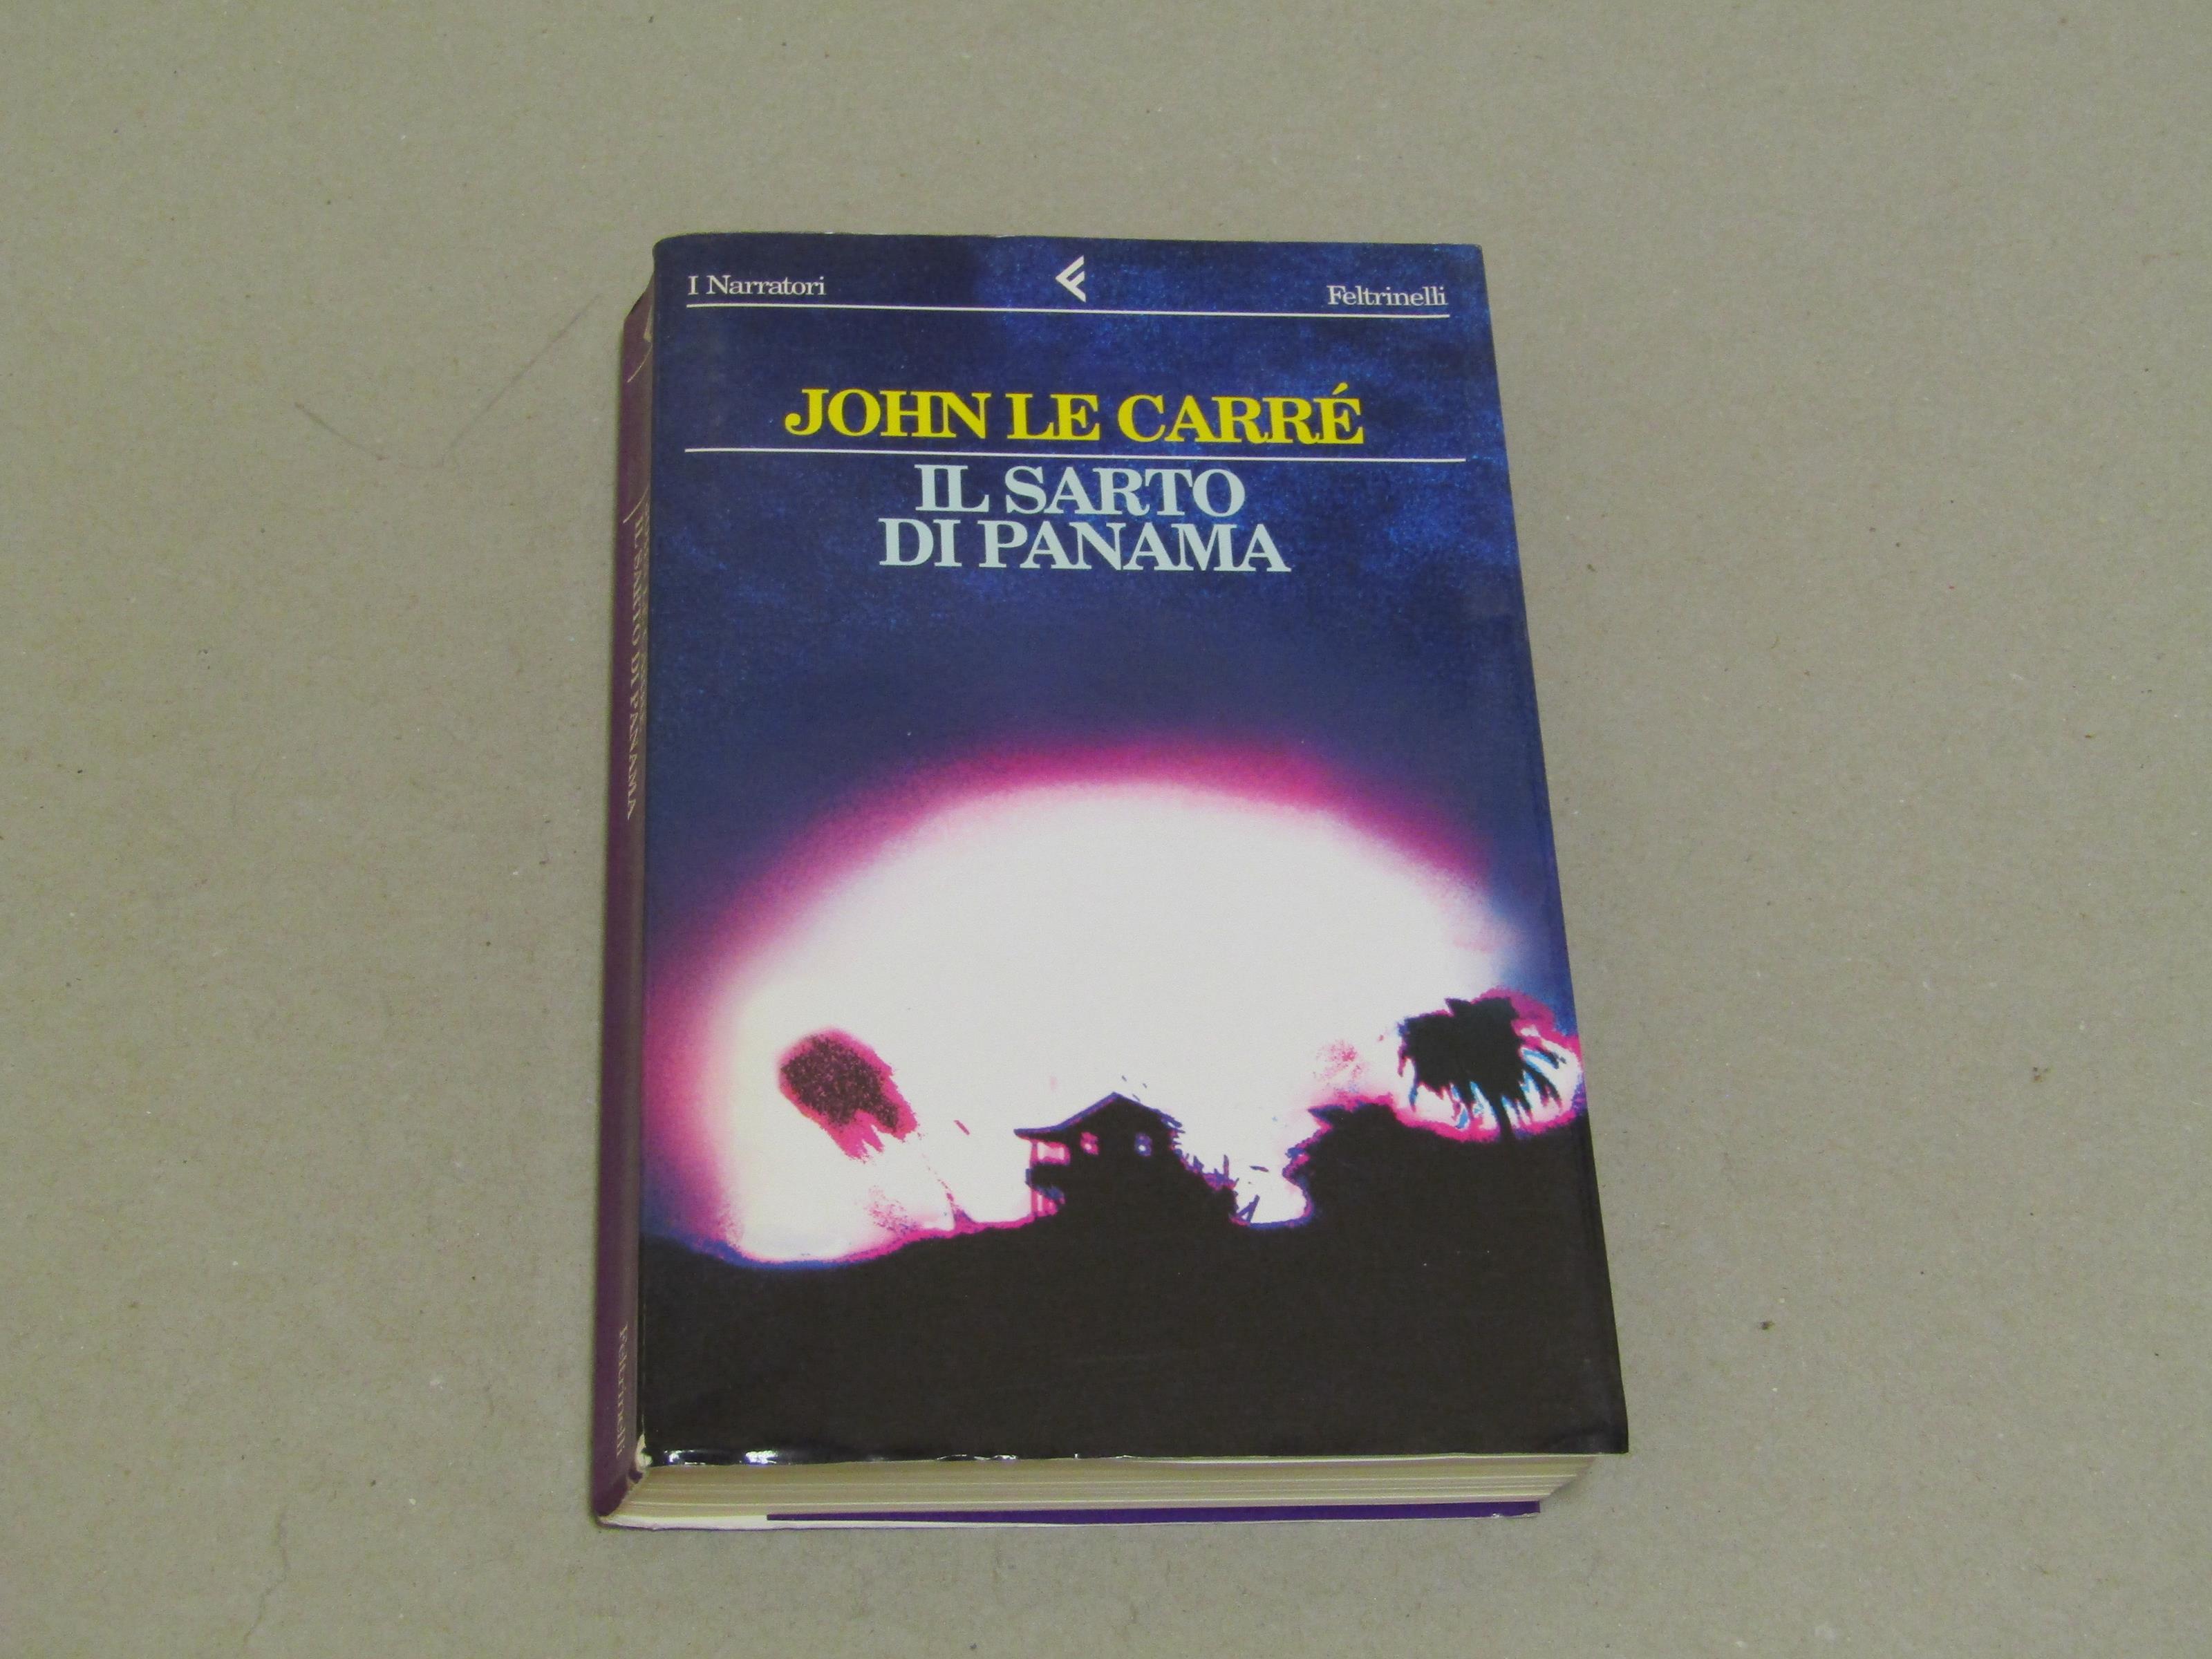 I Narratori
Feltrinelli
JOHN LE CARRÉ
IL SARTO
DI PANAMA
IL SARTO DI PANAMA
Feltrinelli